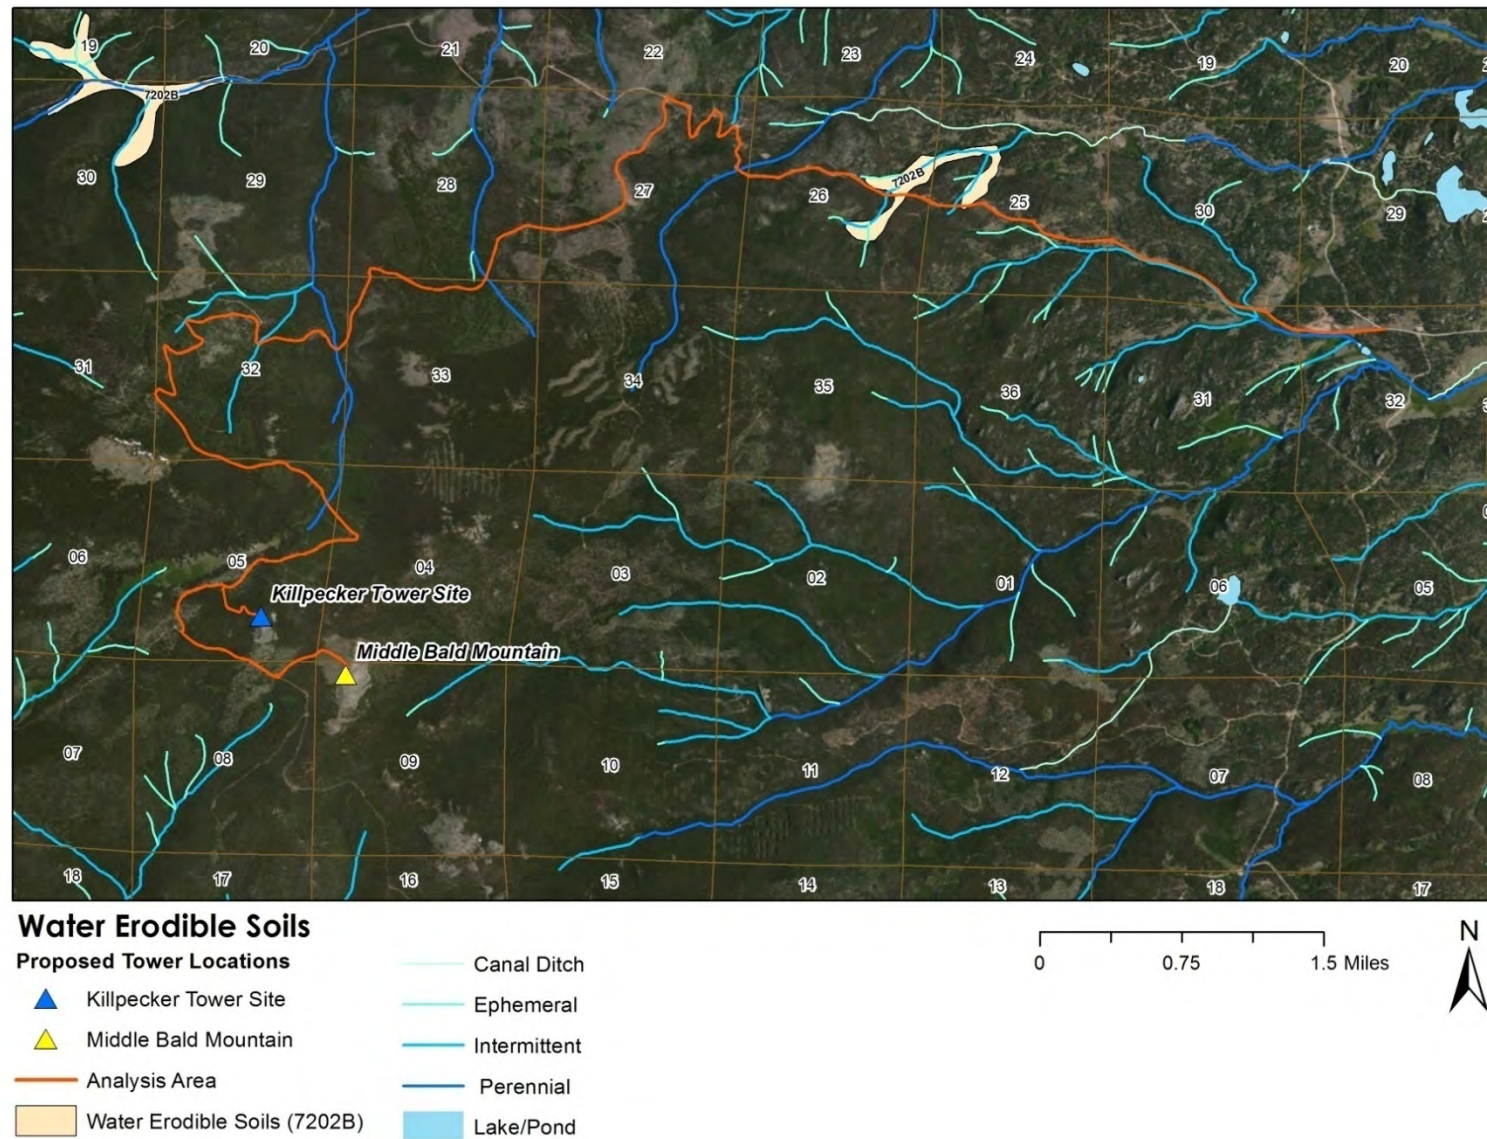 19 20 21 22 23 24 19 20
7202B
30 29 28 27 26 7202B 25 30 29
31 32 33 34 35 36 31 32
06 05 04 03 02 01 06 05
Killpecker Tower Site
Middle Bald Mountain
07 08 09 10 11 12 07 08
18 17 16 15 14 13 18 17
Water Erodible Soils
Proposed Tower Locations
Killpecker Tower Site
Middle Bald Mountain
Analysis Area
Water Erodible Soils (7202B)
Canal Ditch
Ephemeral
Intermittent
Perennial
Lake/Pond
0 0.75 1.5 Miles
N